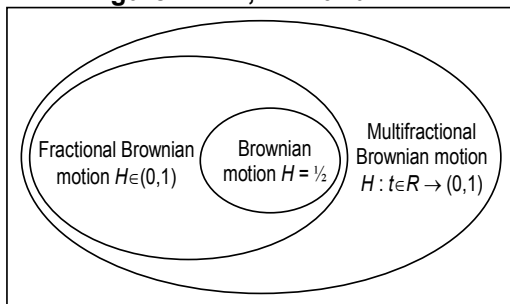 Fractional Brownian
motion H∈(0,1)
Brownian
motion H = ½
Multifractional
Brownian motion
H : t∈R → (0,1)